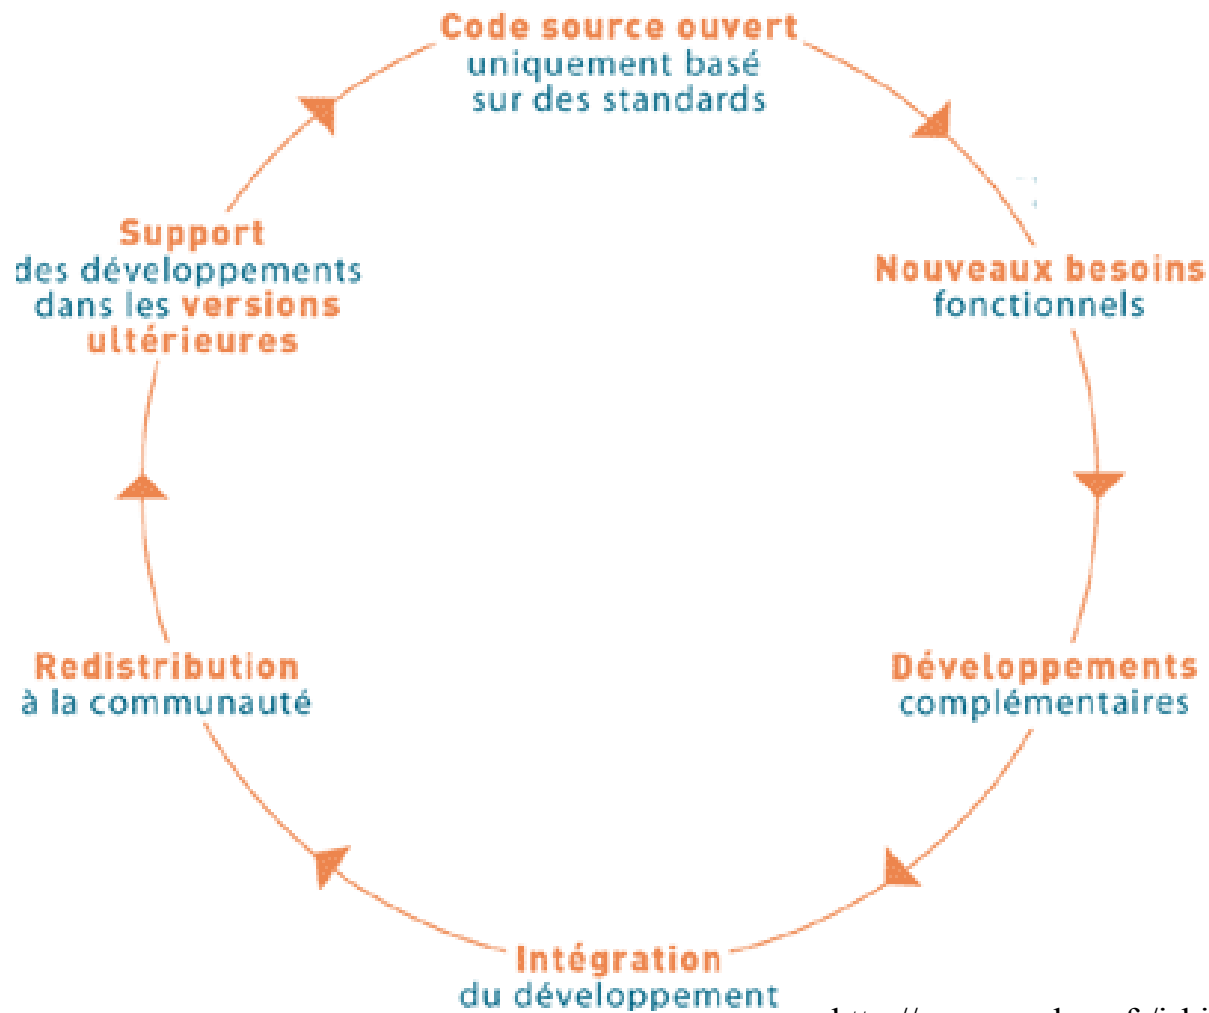 Code source ouvert
uniquement basé
sur des standards
Nouveaux besoins
fonctionnels
Développements
complémentaires
Intégration
du développement
Redistribution
à la communauté
Support
des développements
dans les versions
ultérieures